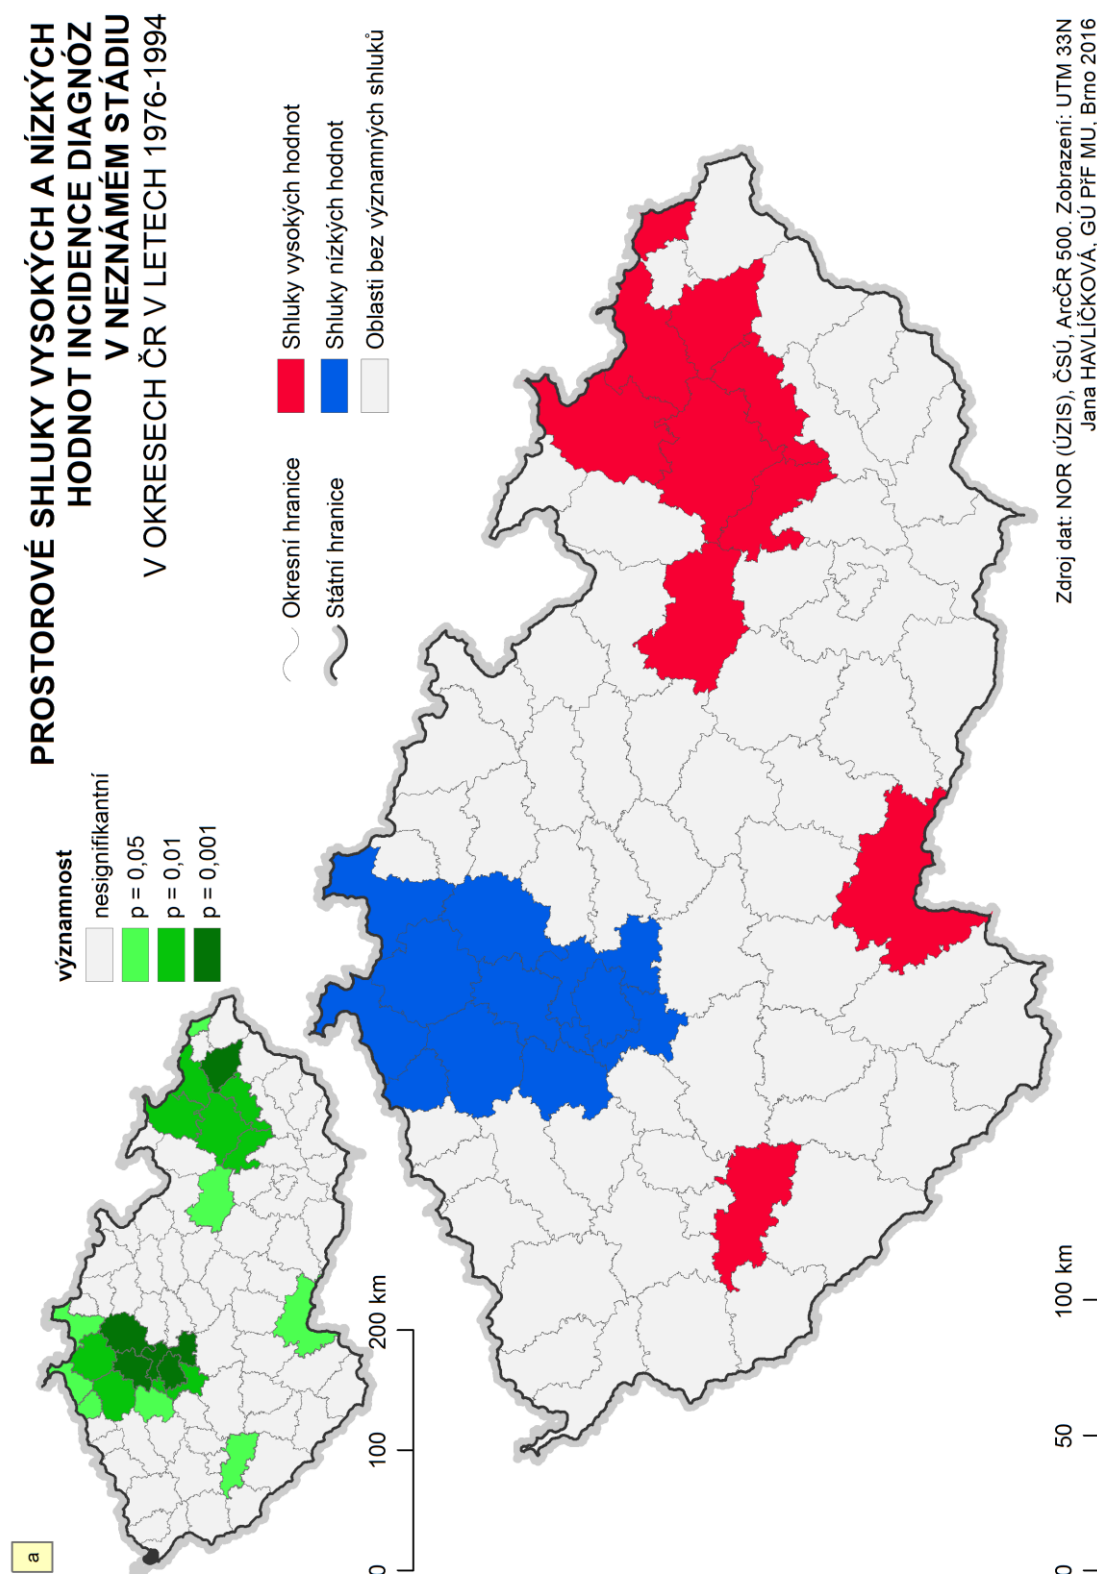 a
PROSTOROVÉ SHLUKY VYSOKÝCH A NÍZKÝCH
HODNOT INCIDENCE DIAGNÓZ
V NEZNÁMÉM STÁDIU
V OKRESECH ČR V LETECH 1976-1994
významnost
nesignifikantní
p = 0,05
p = 0,01
p = 0,001
Okresní hranice
Státní hranice
Shluky vysokých hodnot
Shluky nízkých hodnot
Oblasti bez významných shluků
0 100 200 km
0 50 100 km
Zdroj dat: NOR (ÚZIS), ČSÚ, ArcČR 500. Zobrazení: UTM 33N
Jana HAVLÍČKOVÁ, GÚ PřF MU, Brno 2016